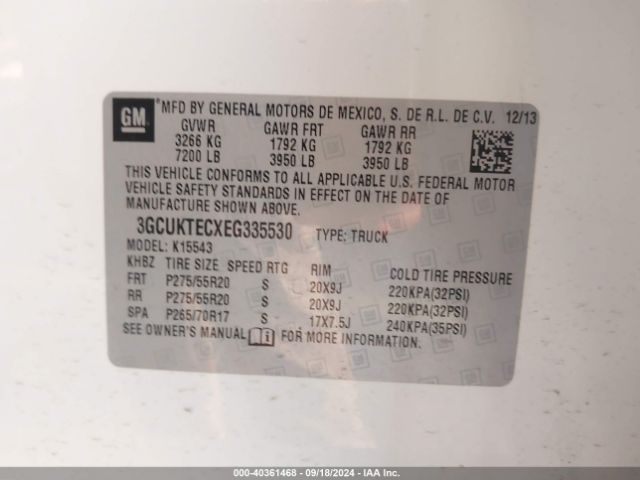 GM
*MFD BY GENERAL MOTORS DE MEXICO, S. DE R.L. DE C.V. 12/13
GVWR GAWR FRT GAWR RR
3266 KG 1792 KG 1792 KG
7200 LB 3950 LB 3950 LB
THIS VEHICLE CONFORMS TO ALL APPLICABLE U.S. FEDERAL MOTOR
VEHICLE SAFETY STANDARDS IN EFFECT ON THE DATE OF
MANUFACTURE SHOWN ABOVE.
3GCUKTECXEG335530 TYPE: TRUCK
MODEL: K15543
KHBZ TIRE SIZE SPEED RTG RIM COLD TIRE PRESSURE
FRT P275/55R20 S 20X9J 220KPA(32PSI)
RR P275/55R20 S 20X9J 220KPA(32PSI)
SPA P265/70R17 S 17X7.5J 240KPA(35PSI)
SEE OWNER'S MANUAL FOR MORE INFORMATION.
000-40361468 - 09/18/2024 - IAA Inc.